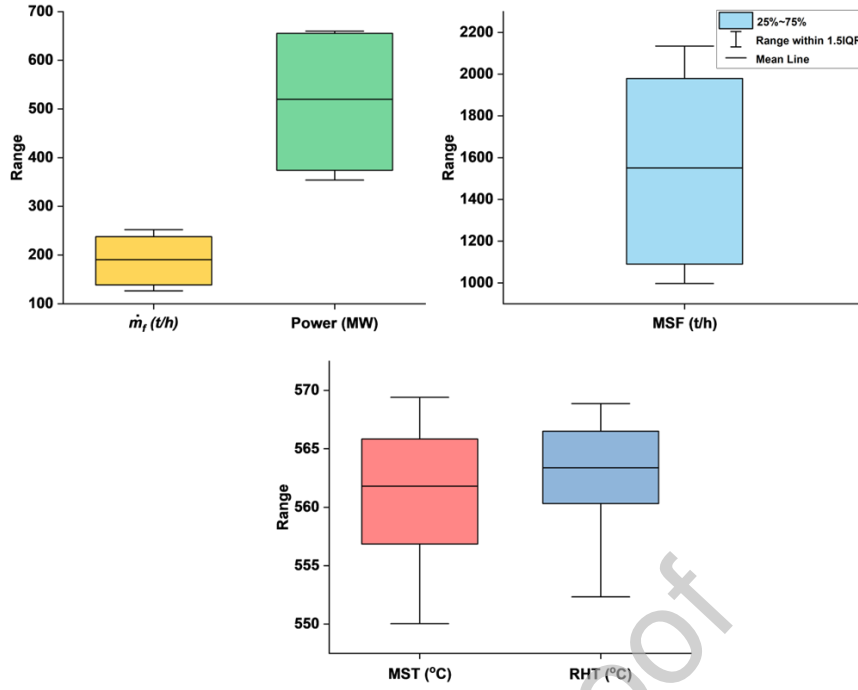 700
600
500
400
300
200
100
Range
ṁf (t/h)
Power (MW)
2200
2000
1800
1600
1400
1200
1000
Range
MSF (t/h)
25%~75%
Range within 1.5IQR
Mean Line
570
565
560
555
550
Range
MST (°C)
RHT (°C)
oof